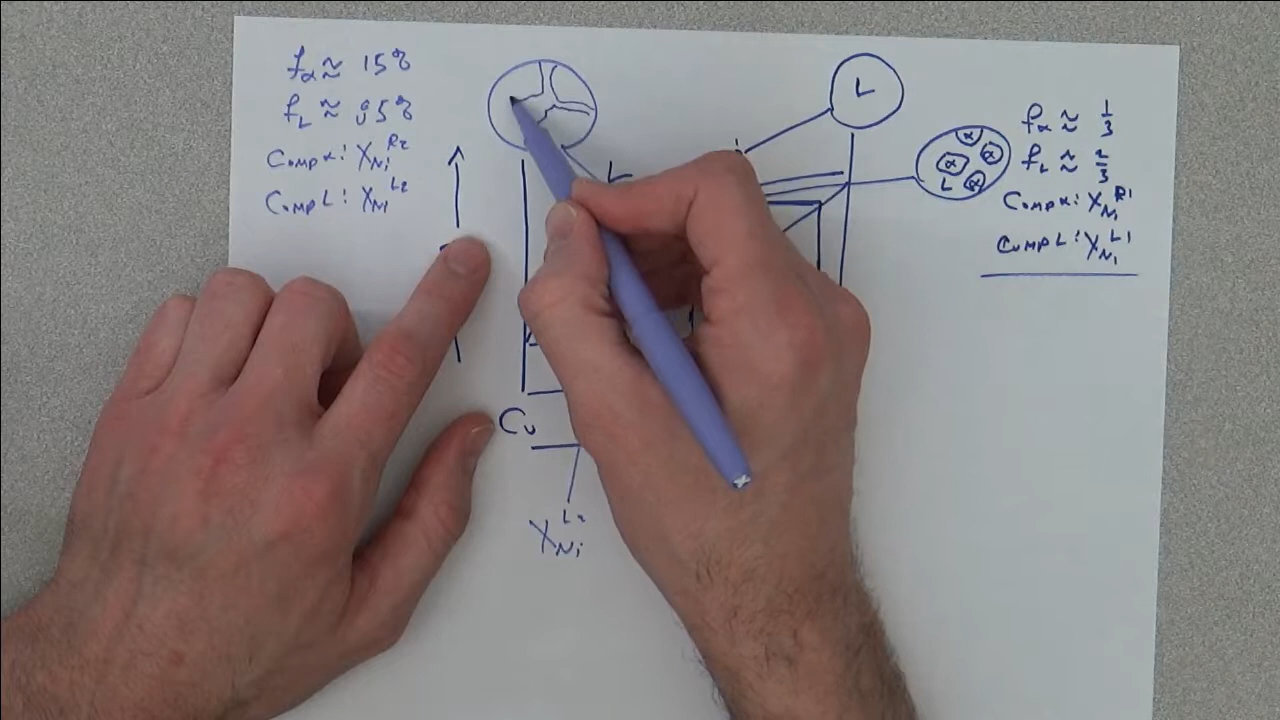 fα ≈ 15%
fL ≈ 85%
Comp α: X_Ni^R2
Comp L: X_Ni^L2
L
L
α
α
α
L α
fα ≈ 1/3
fL ≈ 2/3
Comp α: X_Ni^R1
Comp L: X_Ni^L1
Cu
X_Ni^L2